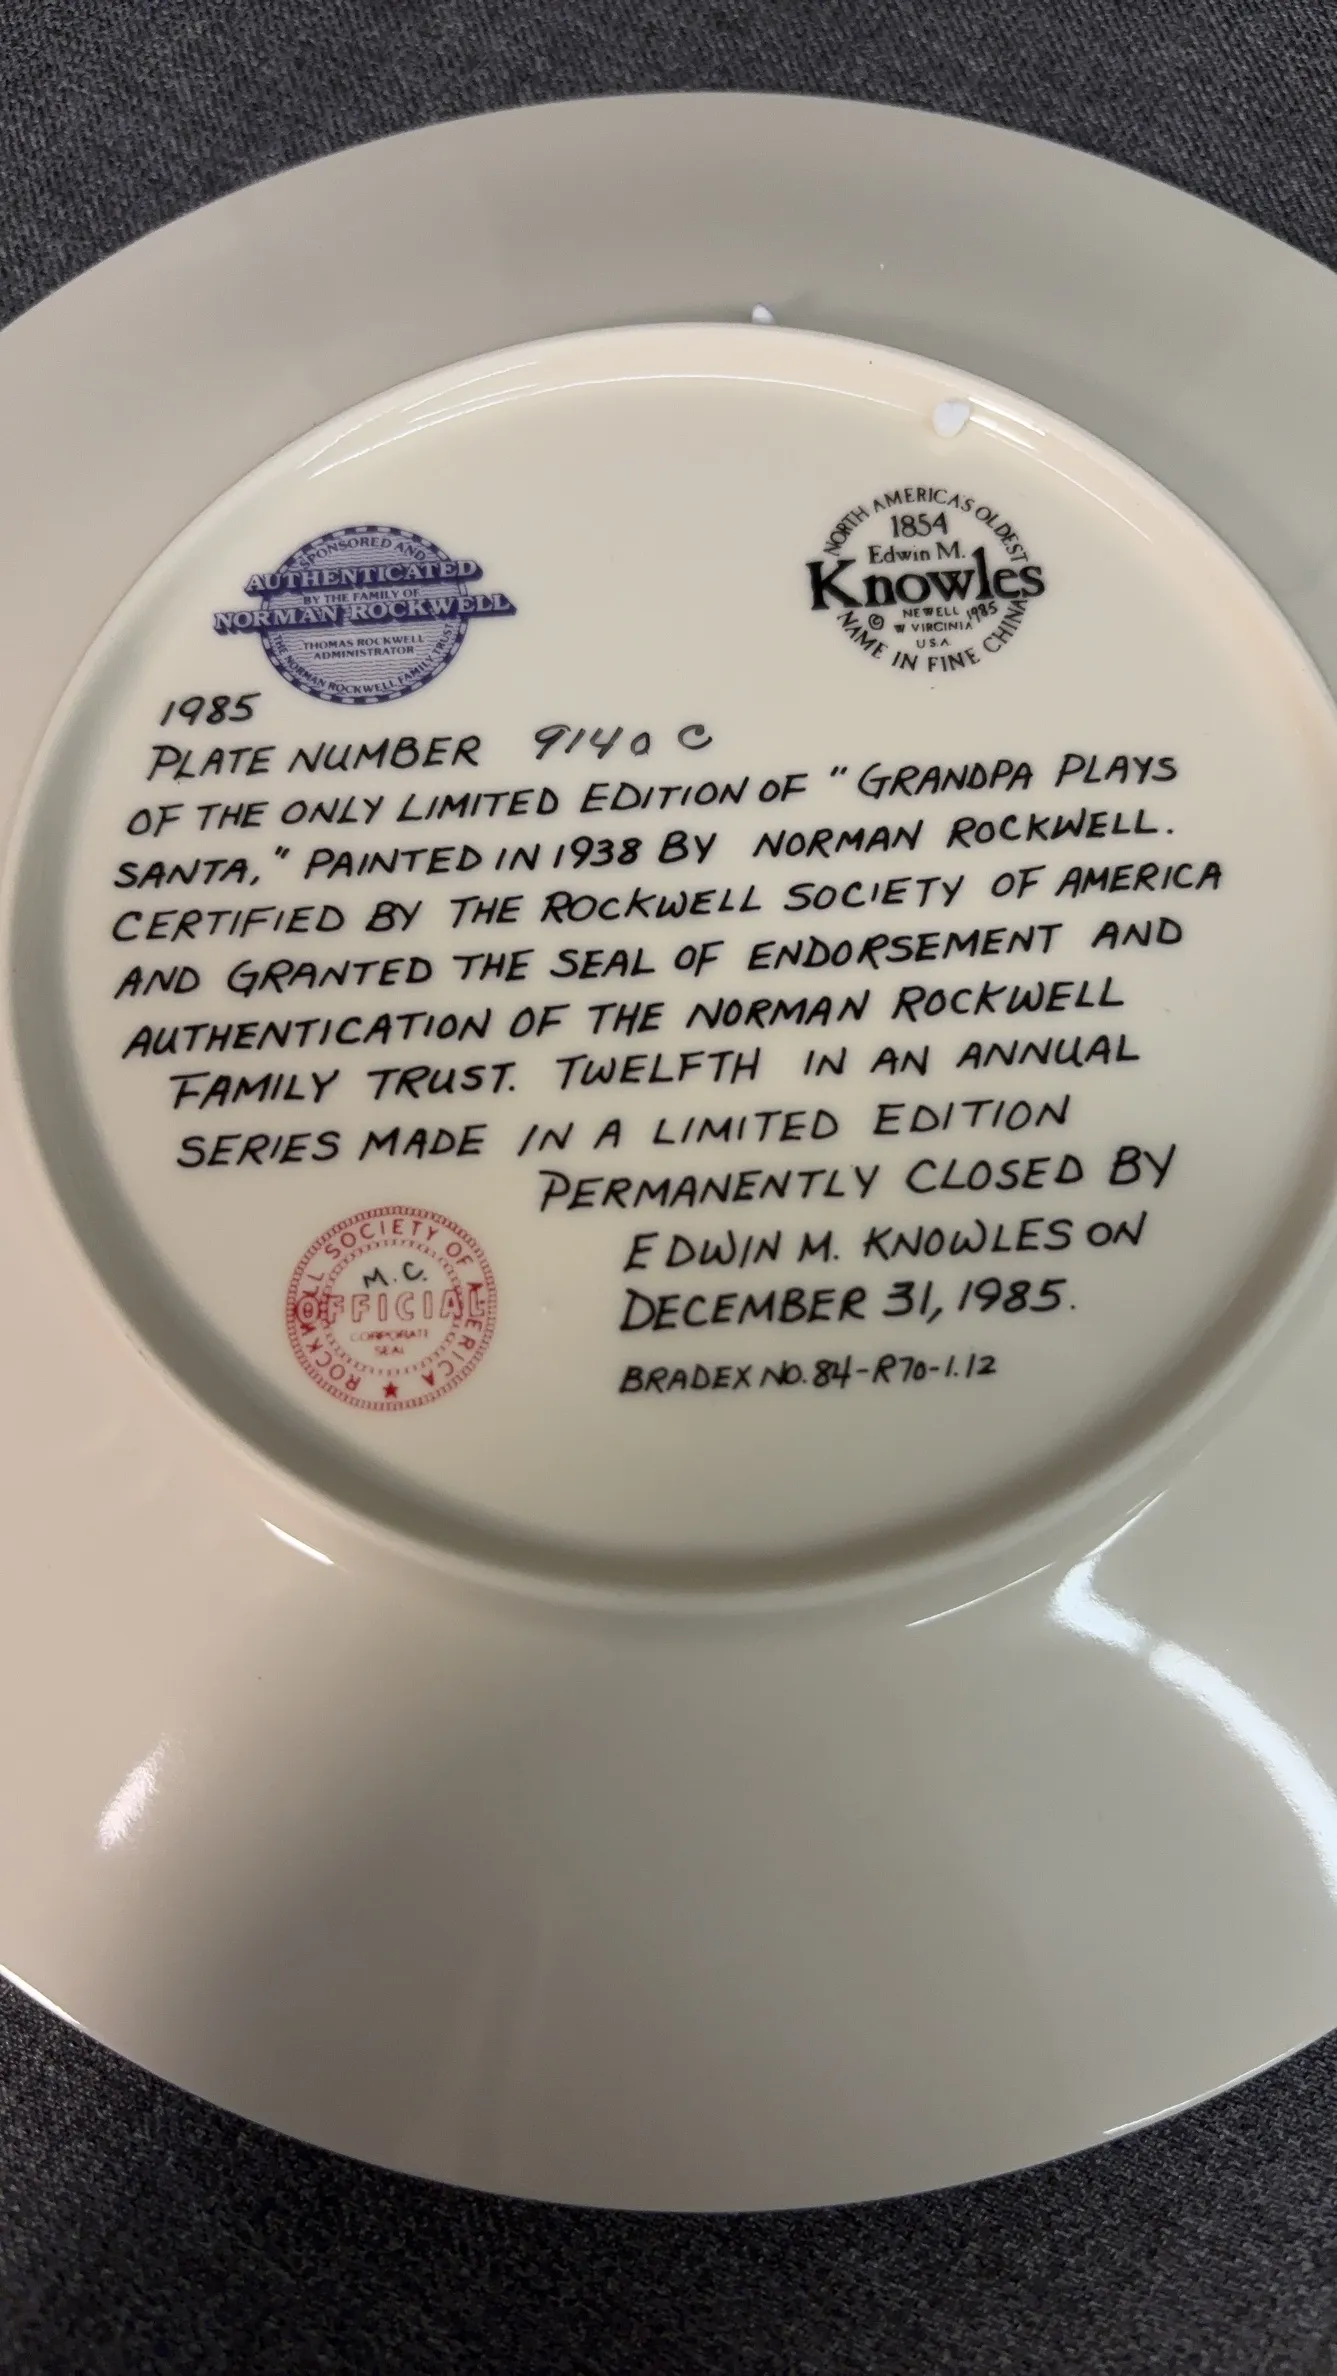 SPONSORED AND
AUTHENTICATED
BY THE FAMILY OF
NORMAN ROCKWELL
THOMAS ROCKWELL
ADMINISTRATOR
THE NORMAN ROCKWELL FAMILY TRUST
NORTH AMERICA'S OLDEST
1854
Edwin M.
Knowles
NEWELL
© W VIRGINIA 1985
U.S.A.
NAME IN FINE CHINA
1985
PLATE NUMBER 9140 C
OF THE ONLY LIMITED EDITION OF "GRANDPA PLAYS
SANTA," PAINTED IN 1938 BY NORMAN ROCKWELL.
CERTIFIED BY THE ROCKWELL SOCIETY OF AMERICA
AND GRANTED THE SEAL OF ENDORSEMENT AND
AUTHENTICATION OF THE NORMAN ROCKWELL
FAMILY TRUST. TWELFTH IN AN ANNUAL
SERIES MADE IN A LIMITED EDITION
PERMANENTLY CLOSED BY
EDWIN M. KNOWLES ON
DECEMBER 31, 1985.
BRADEX NO. 84-R70-1.12
ROCKWELL SOCIETY OF AMERICA
M.C.
OFFICIAL
CORPORATE
SEAL